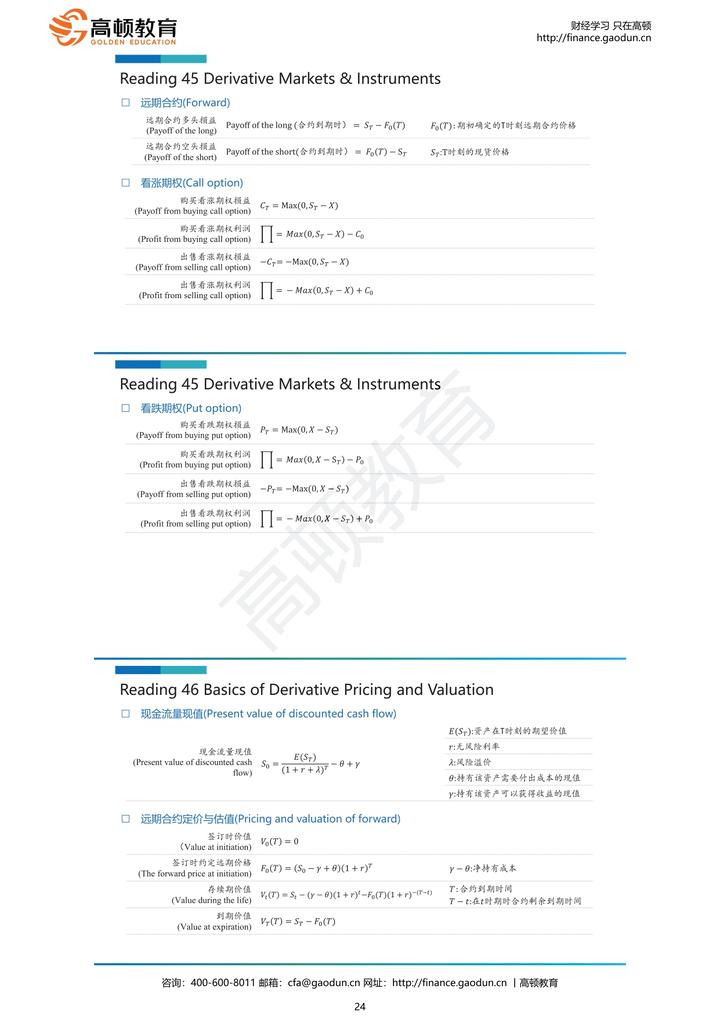 高顿教育
GOLDEN EDUCATION
财经学习 只在高顿
http://finance.gaodun.cn
Reading 45 Derivative Markets & Instruments
□ 远期合约(Forward)
远期合约多头损益
(Payoff of the long)
Payoff of the long (合约到期时） = S_T − F_0(T)
F_0(T): 期初确定的T时刻远期合约价格
远期合约空头损益
(Payoff of the short)
Payoff of the short(合约到期时） = F_0(T) − S_T
S_T:T时刻的现货价格
□ 看涨期权(Call option)
购买看涨期权损益
(Payoff from buying call option)
C_T = Max(0, S_T − X)
购买看涨期权利润
(Profit from buying call option)
∏ = Max(0, S_T − X) − C_0
出售看涨期权损益
(Payoff from selling call option)
−C_T= −Max(0, S_T − X)
出售看涨期权利润
(Profit from selling call option)
∏ = − Max(0, S_T − X) + C_0
Reading 45 Derivative Markets & Instruments
□ 看跌期权(Put option)
购买看跌期权损益
(Payoff from buying put option)
P_T = Max(0, X − S_T)
购买看跌期权利润
(Profit from buying put option)
∏ = Max(0, X − S_T) − P_0
出售看跌期权损益
(Payoff from selling put option)
−P_T= −Max(0, X − S_T)
出售看跌期权利润
(Profit from selling put option)
∏ = − Max(0, X − S_T) + P_0
高顿教育
Reading 46 Basics of Derivative Pricing and Valuation
□ 现金流量现值(Present value of discounted cash flow)
现金流量现值
(Present value of discounted cash
flow)
S_0 = E(S_T) / (1 + r + λ)^T − θ + γ
E(S_T):资产在T时刻的期望价值
r:无风险利率
λ:风险溢价
θ:持有该资产需要付出成本的现值
γ:持有该资产可以获得收益的现值
□ 远期合约定价与估值(Pricing and valuation of forward)
签订时价值
（Value at initiation)
V_0(T) = 0
签订时约定远期价格
(The forward price at initiation)
F_0(T) = (S_0 − γ + θ)(1 + r)^T
γ − θ:净持有成本
存续期价值
(Value during the life)
V_t(T) = S_t − (γ − θ)(1 + r)^t−F_0(T)(1 + r)^−(T−t)
T: 合约到期时间
T − t:在t时期时合约剩余到期时间
到期价值
(Value at expiration)
V_T(T) = S_T − F_0(T)
咨询：400-600-8011 邮箱：cfa@gaodun.cn 网址：http://finance.gaodun.cn 丨高顿教育
24